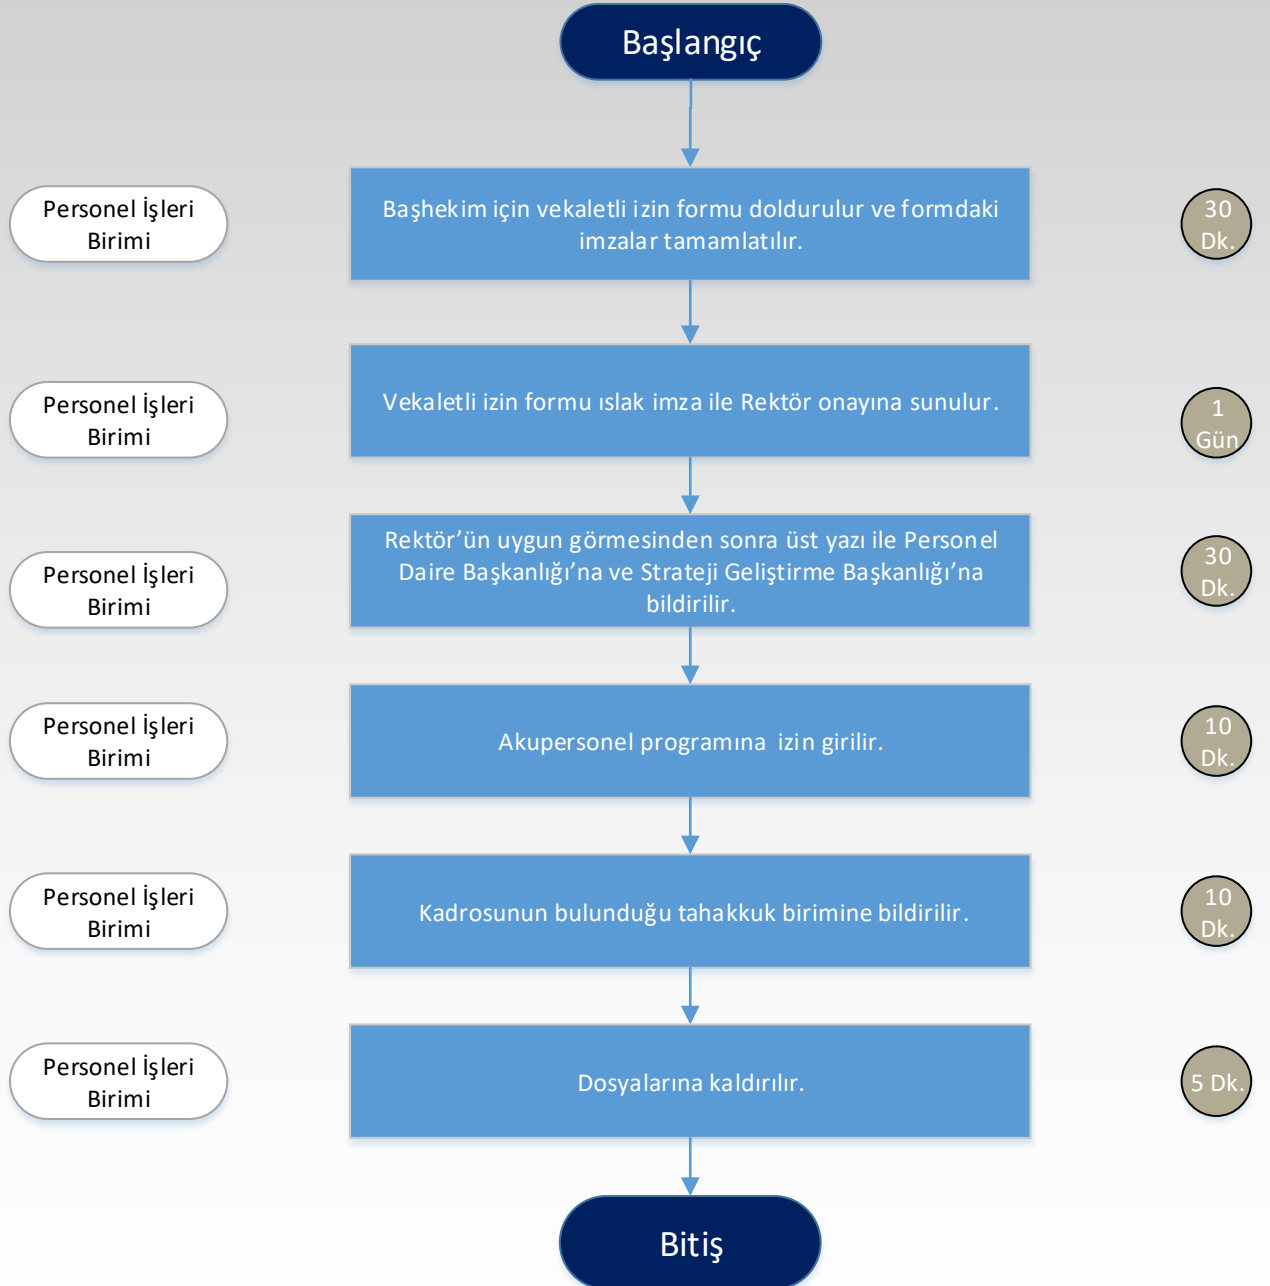 Başlangıç
Personel İşleri
Birimi
Başhekim için vekaletli izin formu doldurulur ve formdaki
imzalar tamamlatılır.
30
Dk.
Personel İşleri
Birimi
Vekaletli izin formu ıslak imza ile Rektör onayına sunulur.
1
Gün
Personel İşleri
Birimi
Rektör’ün uygun görmesinden sonra üst yazı ile Personel
Daire Başkanlığı’na ve Strateji Geliştirme Başkanlığı’na
bildirilir.
30
Dk.
Personel İşleri
Birimi
Akupersonel programına izin girilir.
10
Dk.
Personel İşleri
Birimi
Kadrosunun bulunduğu tahakkuk birimine bildirilir.
10
Dk.
Personel İşleri
Birimi
Dosyalarına kaldırılır.
5 Dk.
Bitiş